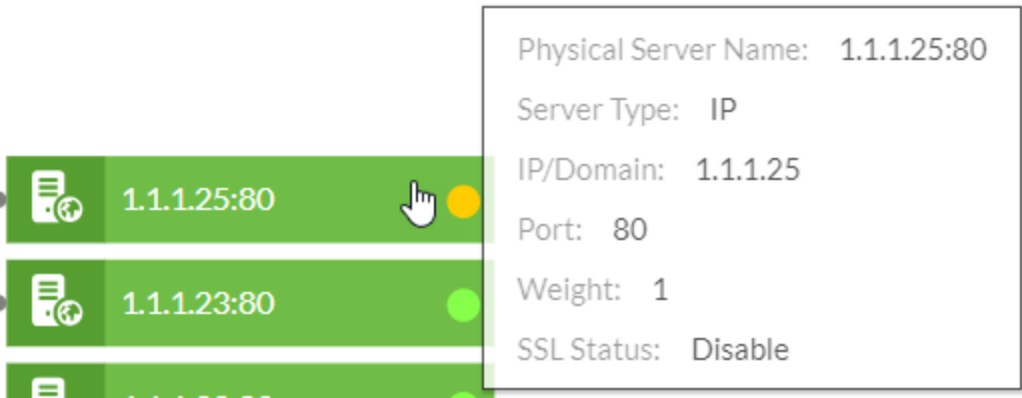 Physical Server Name: 1.1.1.25:80
Server Type: IP
IP/Domain: 1.1.1.25
Port: 80
Weight: 1
SSL Status: Disable
1.1.1.25:80
1.1.1.23:80